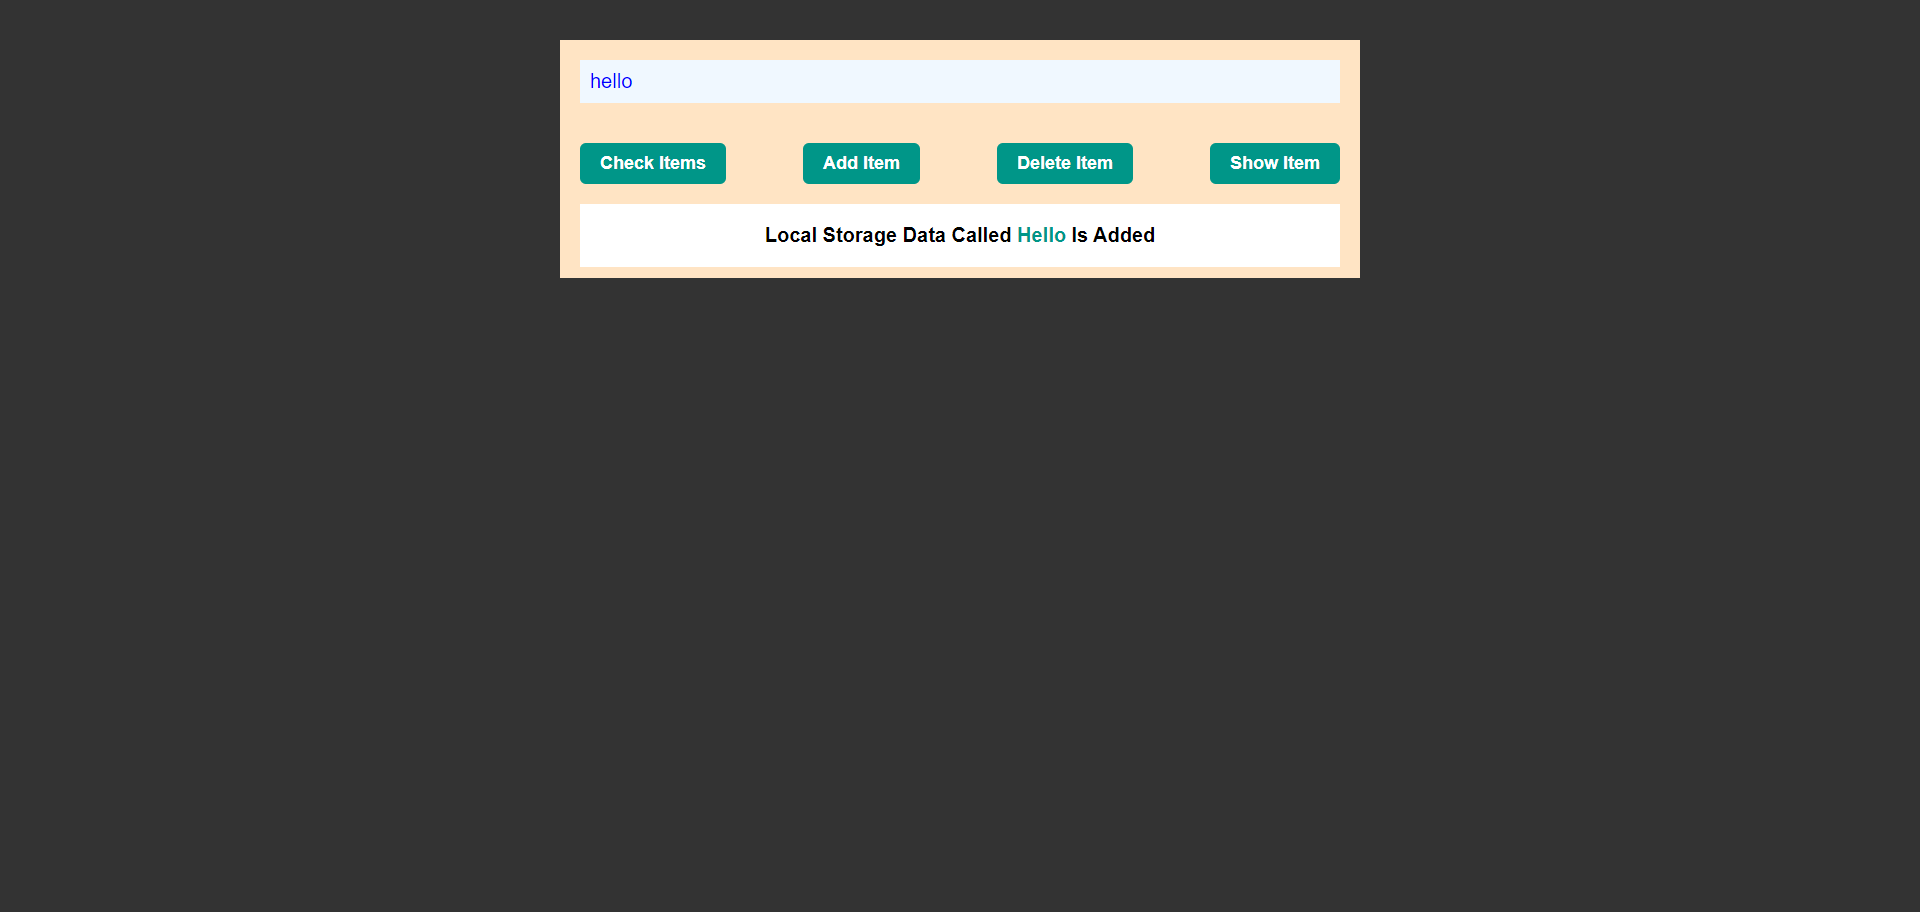 hello
Check Items Add Item Delete Item Show Item
Local Storage Data Called Hello Is Added